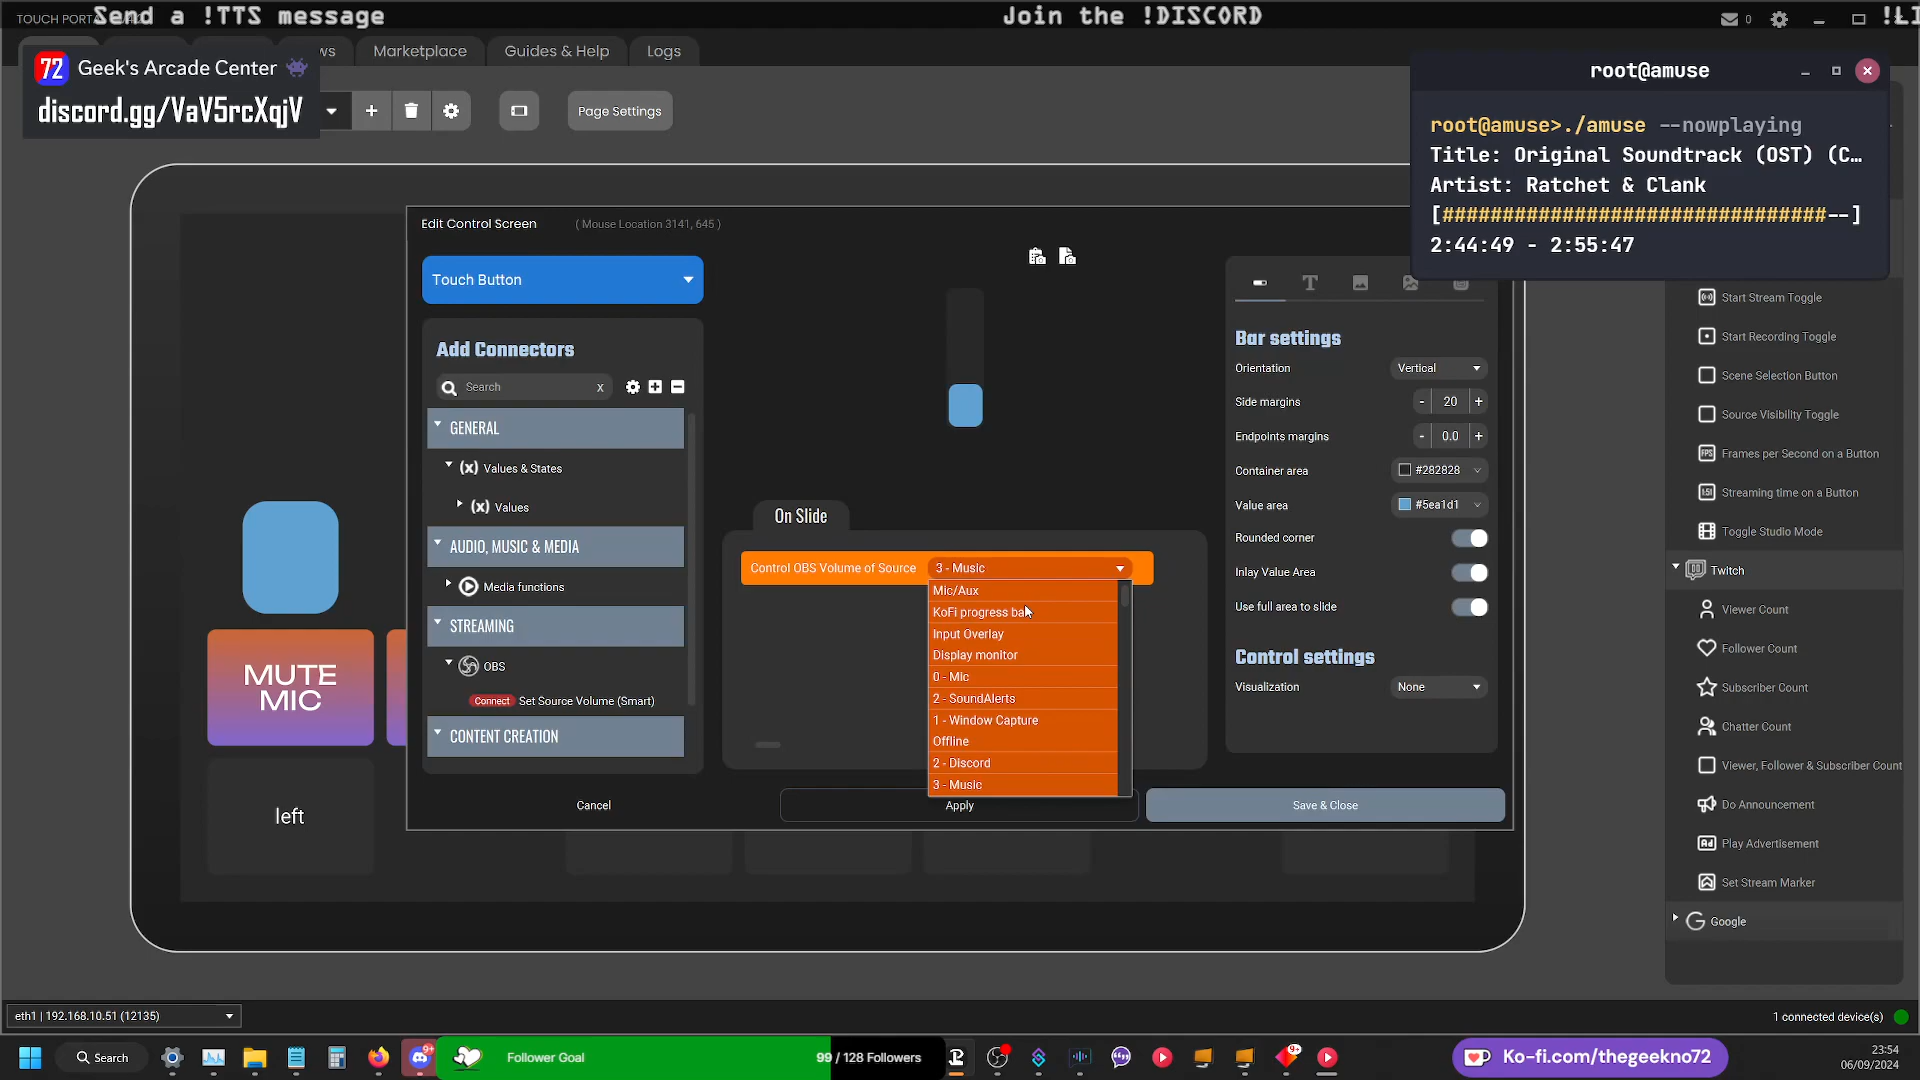 TOUCH PORTAL
Send a !TTS message
Join the !DISCORD
0
Marketplace
Guides & Help
Logs
72 Geek's Arcade Center
discord.gg/VaV5rcXqjV
Page Settings
root@amuse
root@amuse>./amuse --nowplaying
Title: Original Soundtrack (OST) (C…
Artist: Ratchet & Clank
[################################--]
2:44:49 - 2:55:47
Edit Control Screen
( Mouse Location 3141, 645 )
Touch Button
Add Connectors
Search
x
GENERAL
(x) Values & States
(x) Values
AUDIO, MUSIC & MEDIA
Media functions
STREAMING
OBS
Connect Set Source Volume (Smart)
CONTENT CREATION
On Slide
Control OBS Volume of Source
3 - Music
Mic/Aux
KoFi progress bar
Input Overlay
Display monitor
0 - Mic
2 - SoundAlerts
1 - Window Capture
Offline
2 - Discord
3 - Music
Bar settings
Orientation Vertical
Side margins - 20 +
Endpoints margins - 0.0 +
Container area #282828
Value area #5ea1d1
Rounded corner
Inlay Value Area
Use full area to slide
Control settings
Visualization None
Cancel
Apply
Save & Close
MUTE
MIC
left
Start Stream Toggle
Start Recording Toggle
Scene Selection Button
Source Visibility Toggle
FPS Frames per Second on a Button
Streaming time on a Button
Toggle Studio Mode
Twitch
Viewer Count
Follower Count
Subscriber Count
Chatter Count
Viewer, Follower & Subscriber Count
Do Announcement
Ad Play Advertisement
Set Stream Marker
Google
eth1 | 192.168.10.51 (12135)
1 connected device(s)
Search
9+
Follower Goal
99 / 128 Followers
9+
Ko-fi.com/thegeekno72
23:54
06/09/2024